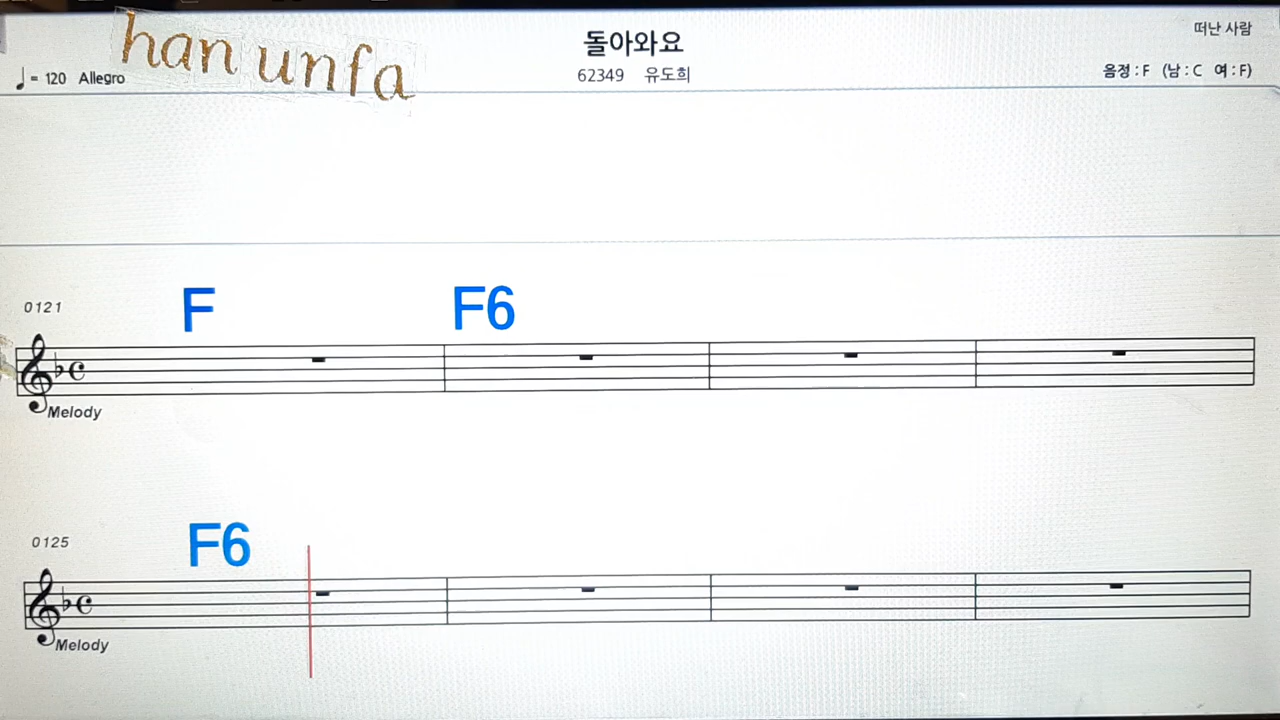 han unfa
돌아와요
떠난 사람
♩= 120 Allegro
62349 유도희
음정 : F (남 : C 여 : F)
0121
F F6
Melody
0125
F6
Melody